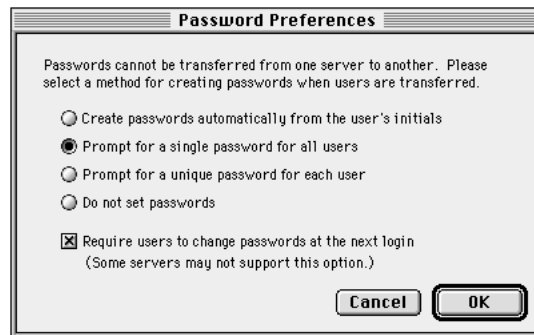 Password Preferences
Passwords cannot be transferred from one server to another. Please
select a method for creating passwords when users are transferred.
Create passwords automatically from the user's initials
Prompt for a single password for all users
Prompt for a unique password for each user
Do not set passwords
Require users to change passwords at the next login
(Some servers may not support this option.)
Cancel OK